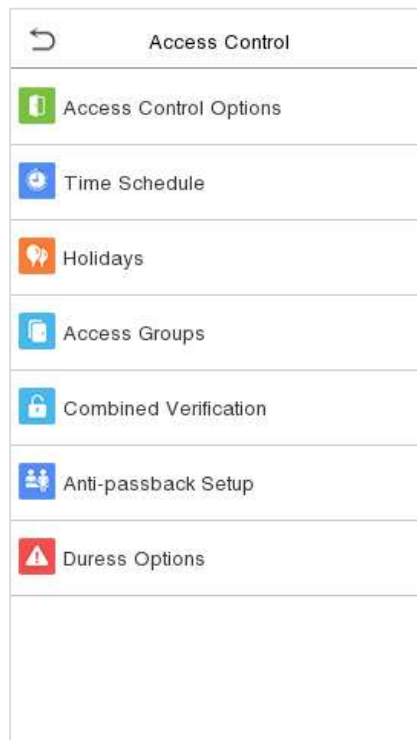 Access Control
Access Control Options
Time Schedule
Holidays
Access Groups
Combined Verification
Anti-passback Setup
Duress Options